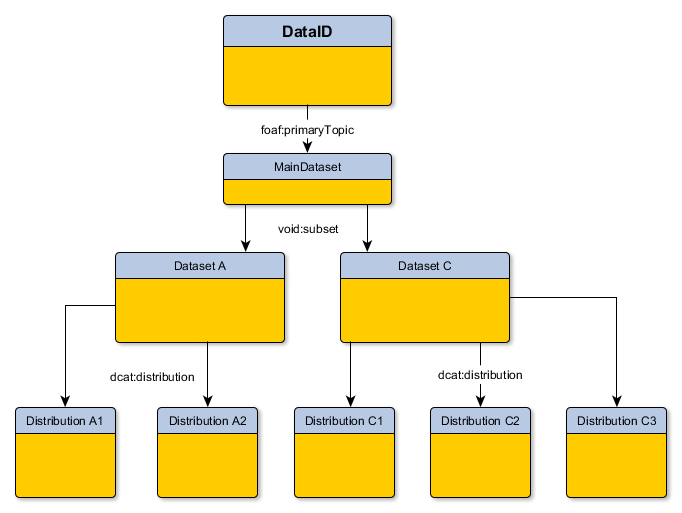 DataID
foaf:primaryTopic
MainDataset
void:subset
Dataset A
Dataset C
dcat:distribution
dcat:distribution
Distribution A1
Distribution A2
Distribution C1
Distribution C2
Distribution C3